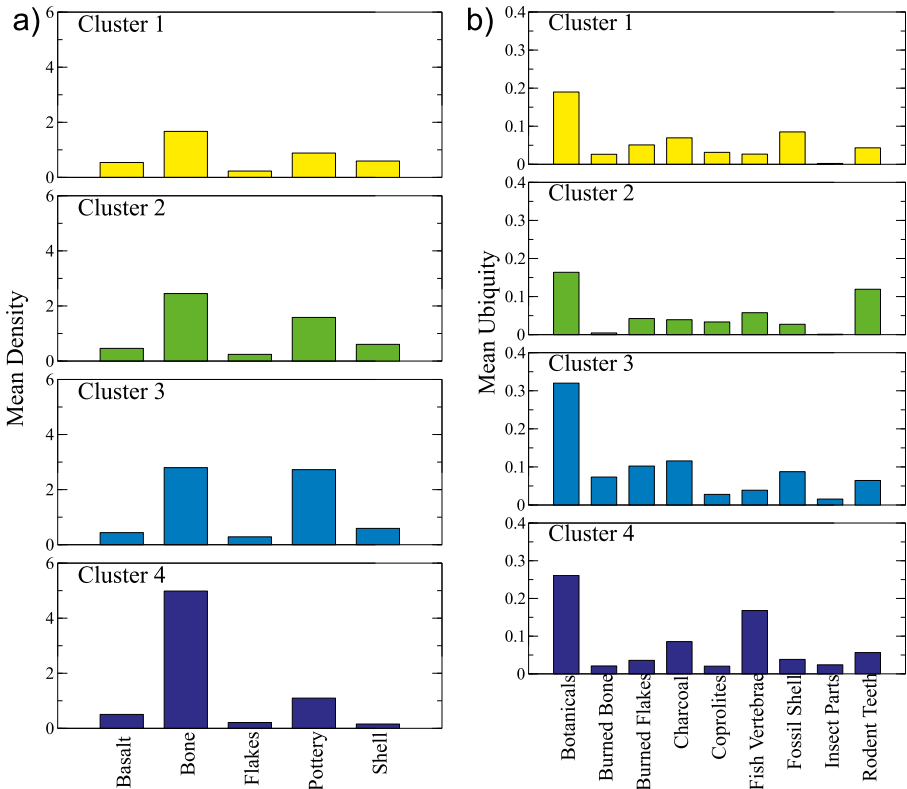 a)
Mean Density
Cluster 1
6
4
2
0
Cluster 2
6
4
2
0
Cluster 3
6
4
2
0
Cluster 4
6
4
2
0
Basalt
Bone
Flakes
Pottery
Shell
b)
Mean Ubiquity
Cluster 1
0.4
0.3
0.2
0.1
0
Cluster 2
0.4
0.3
0.2
0.1
0
Cluster 3
0.4
0.3
0.2
0.1
0
Cluster 4
0.4
0.3
0.2
0.1
0
Botanicals
Burned Bone
Burned Flakes
Charcoal
Coprolites
Fish Vertebrae
Fossil Shell
Insect Parts
Rodent Teeth